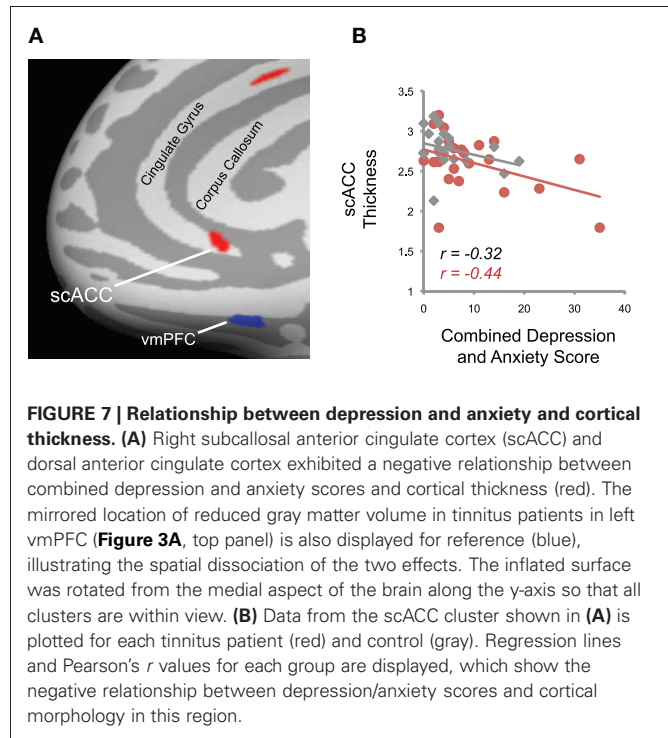 A
B
Cingulate Gyrus
Corpus Callosum
scACC
vmPFC
scACC
Thickness
3.5
3
2.5
2
1.5
1
r = -0.32
r = -0.44
0 10 20 30 40
Combined Depression
and Anxiety Score
FIGURE 7 | Relationship between depression and anxiety and cortical
thickness. (A) Right subcallosal anterior cingulate cortex (scACC) and
dorsal anterior cingulate cortex exhibited a negative relationship between
combined depression and anxiety scores and cortical thickness (red). The
mirrored location of reduced gray matter volume in tinnitus patients in left
vmPFC (Figure 3A, top panel) is also displayed for reference (blue),
illustrating the spatial dissociation of the two effects. The inflated surface
was rotated from the medial aspect of the brain along the y-axis so that all
clusters are within view. (B) Data from the scACC cluster shown in (A) is
plotted for each tinnitus patient (red) and control (gray). Regression lines
and Pearson's r values for each group are displayed, which show the
negative relationship between depression/anxiety scores and cortical
morphology in this region.